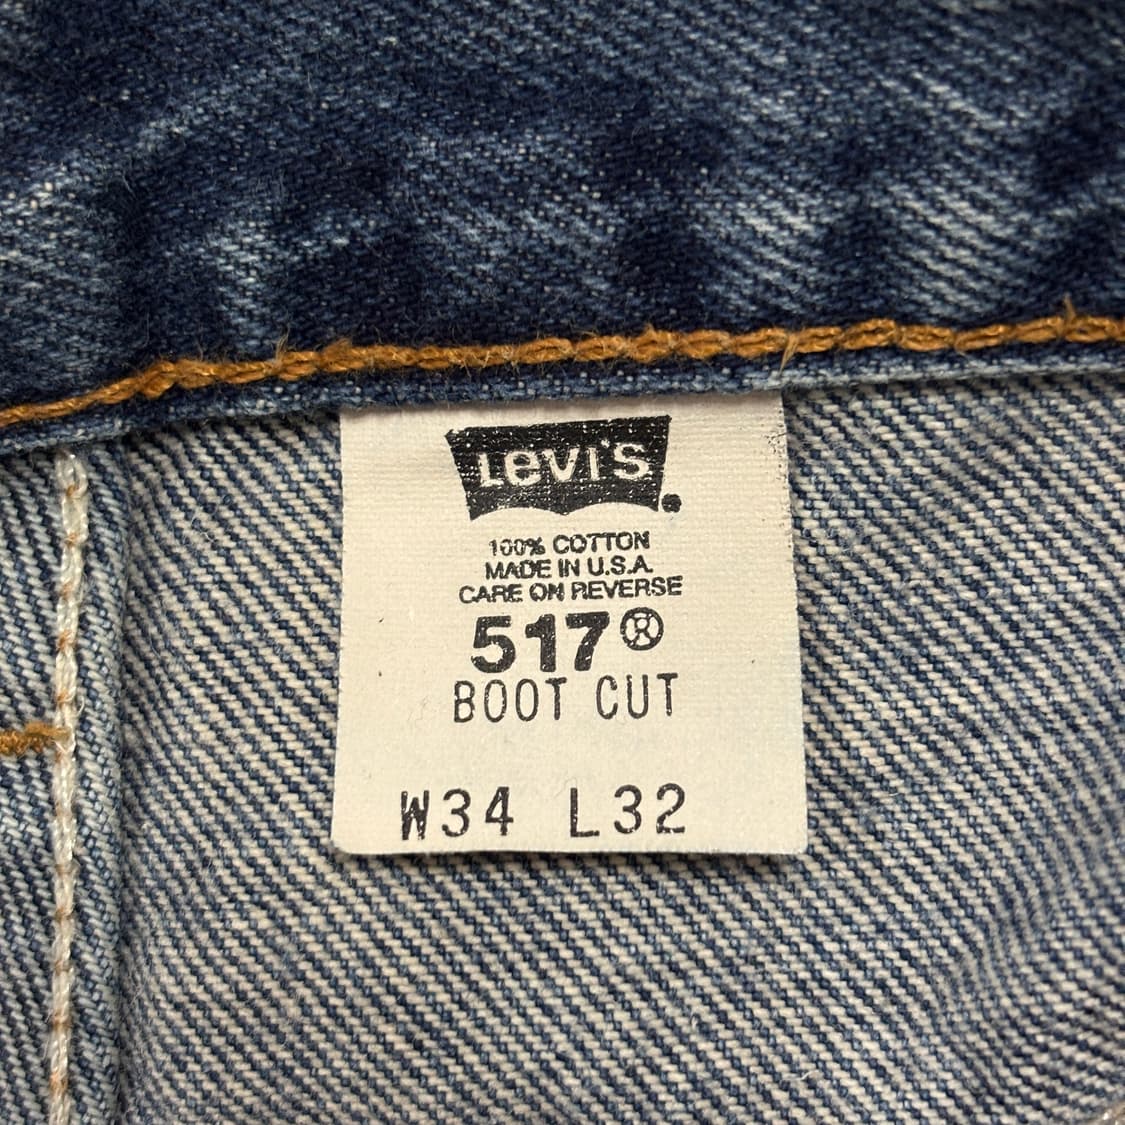 Levi's
100% COTTON
MADE IN U.S.A.
CARE ON REVERSE
517®
BOOT CUT
W34 L32